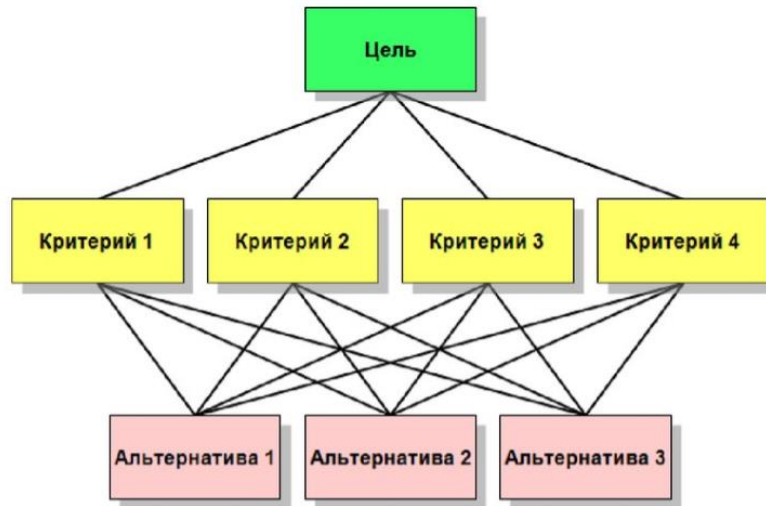 Цель
Критерий 1
Критерий 2
Критерий 3
Критерий 4
Альтернатива 1
Альтернатива 2
Альтернатива 3